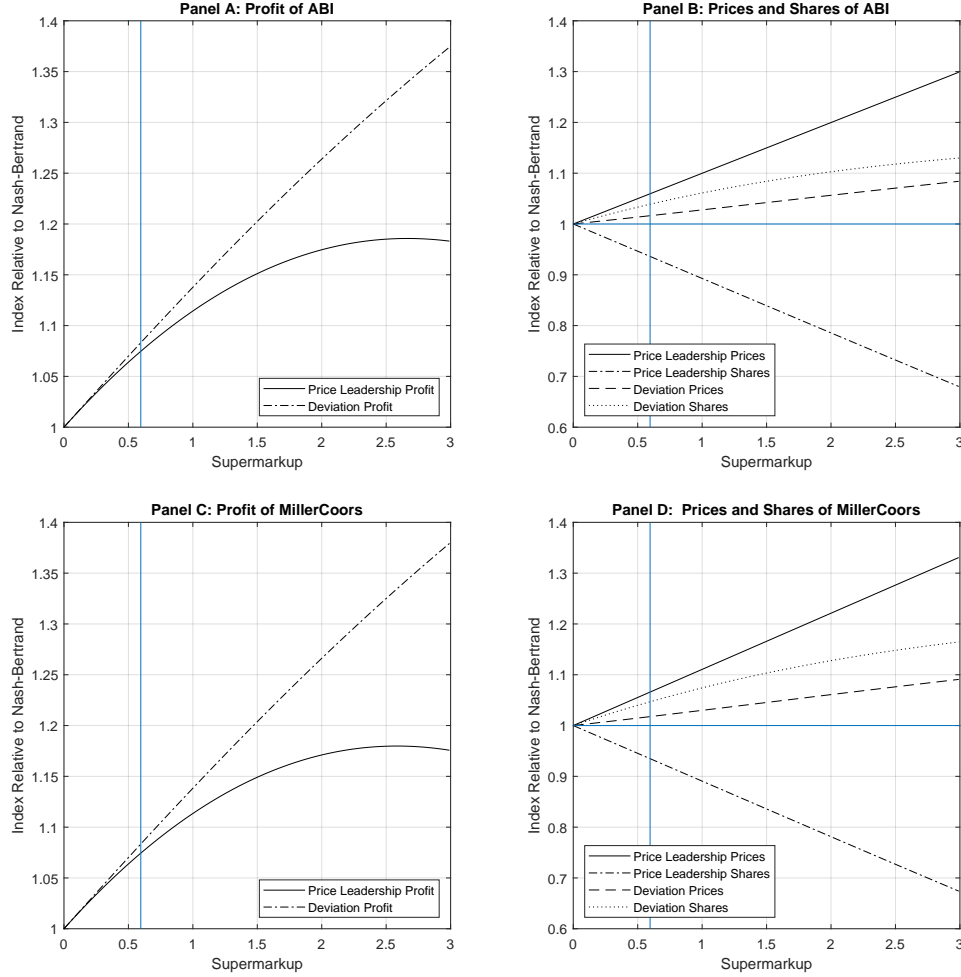 Panel A: Profit of ABI
Index Relative to Nash-Bertrand
1.4
1.35
1.3
1.25
1.2
1.15
1.1
1.05
1
Price Leadership Profit
Deviation Profit
0 0.5 1 1.5 2 2.5 3
Supermarkup
Panel B: Prices and Shares of ABI
Index Relative to Nash-Bertrand
1.4
1.3
1.2
1.1
1
0.9
0.8
0.7
0.6
Price Leadership Prices
Price Leadership Shares
Deviation Prices
Deviation Shares
0 0.5 1 1.5 2 2.5 3
Supermarkup
Panel C: Profit of MillerCoors
Index Relative to Nash-Bertrand
1.4
1.35
1.3
1.25
1.2
1.15
1.1
1.05
1
Price Leadership Profit
Deviation Profit
0 0.5 1 1.5 2 2.5 3
Supermarkup
Panel D: Prices and Shares of MillerCoors
Index Relative to Nash-Bertrand
1.4
1.3
1.2
1.1
1
0.9
0.8
0.7
0.6
Price Leadership Prices
Price Leadership Shares
Deviation Prices
Deviation Shares
0 0.5 1 1.5 2 2.5 3
Supermarkup